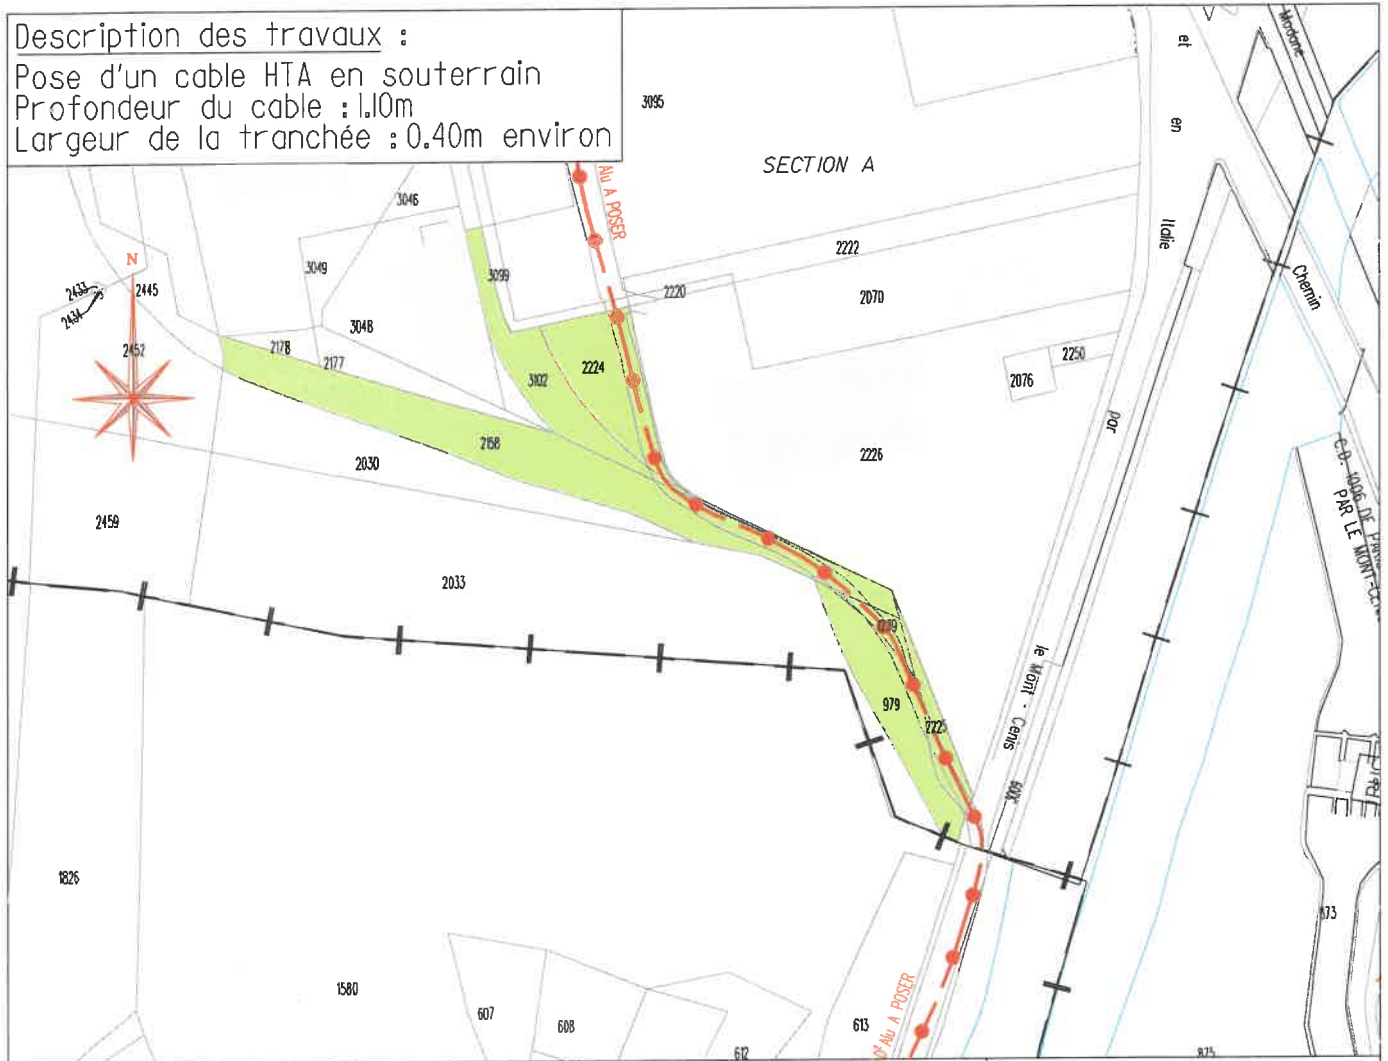 Description des travaux :
Pose d'un cable HTA en souterrain
Profondeur du cable : 1.10m
Largeur de la tranchée : 0.40m environ
Modane
et
en
Italie
par
le Mont - Cenis
Chemin
3095
SECTION A
Alu A POSER
3046
3049
3099
2222
2433
2445
2434
N
2220
2070
3048
2452
2178
2177
3102
2224
2250
2076
2158
2030
2226
C.D. 1006 DE
PAR LE MONT-
2459
2033
979
2225
1826
1580
607
608
612
613
Alu A POSER